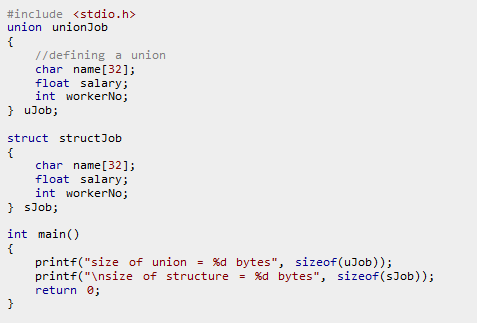 #include <stdio.h>
union unionJob
{
    //defining a union
    char name[32];
    float salary;
    int workerNo;
} uJob;

struct structJob
{
    char name[32];
    float salary;
    int workerNo;
} sJob;

int main()
{
    printf("size of union = %d bytes", sizeof(uJob));
    printf("\nsize of structure = %d bytes", sizeof(sJob));
    return 0;
}